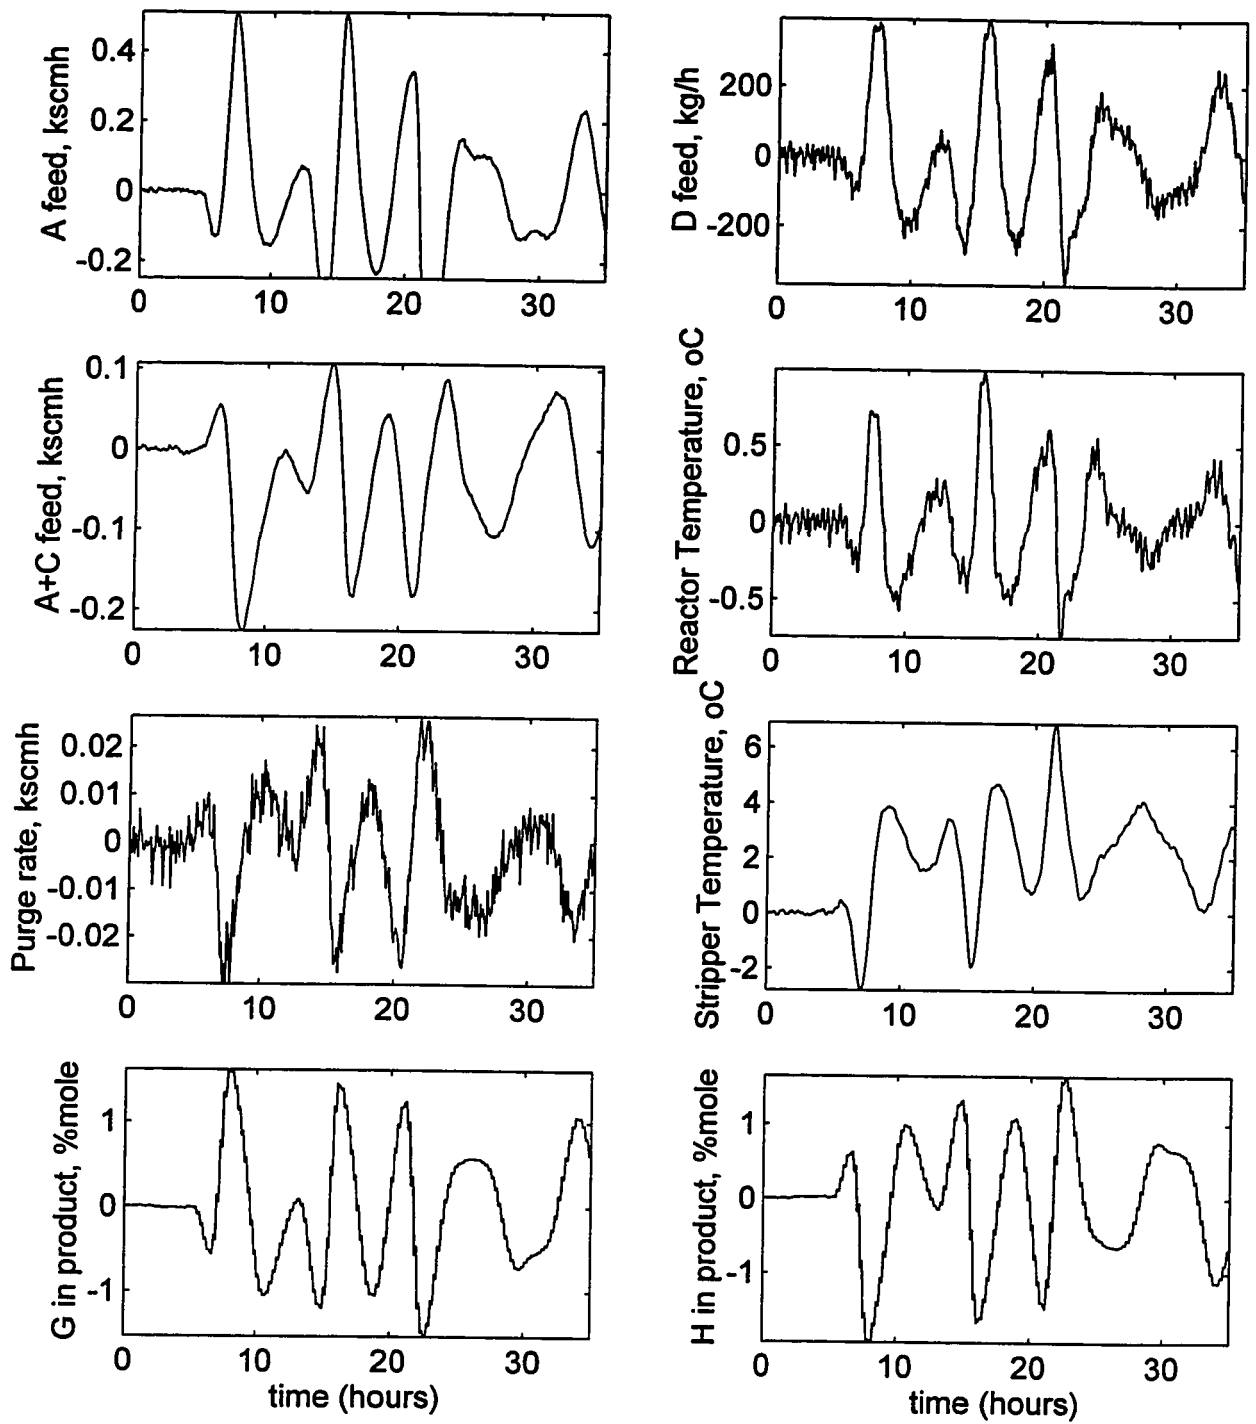 A feed, kscmh
0.4
0.2
0
-0.2
0 10 20 30
D feed, kg/h
200
0
-200
0 10 20 30
A+C feed, kscmh
0.1
0
-0.1
-0.2
0 10 20 30
Reactor Temperature, oC
0.5
0
-0.5
0 10 20 30
Purge rate, kscmh
0.02
0.01
0
-0.01
-0.02
0 10 20 30
Stripper Temperature, oC
6
4
2
0
-2
0 10 20 30
G in product, %mole
1
0
-1
0 10 20 30
time (hours)
H in product, %mole
1
0
-1
0 10 20 30
time (hours)